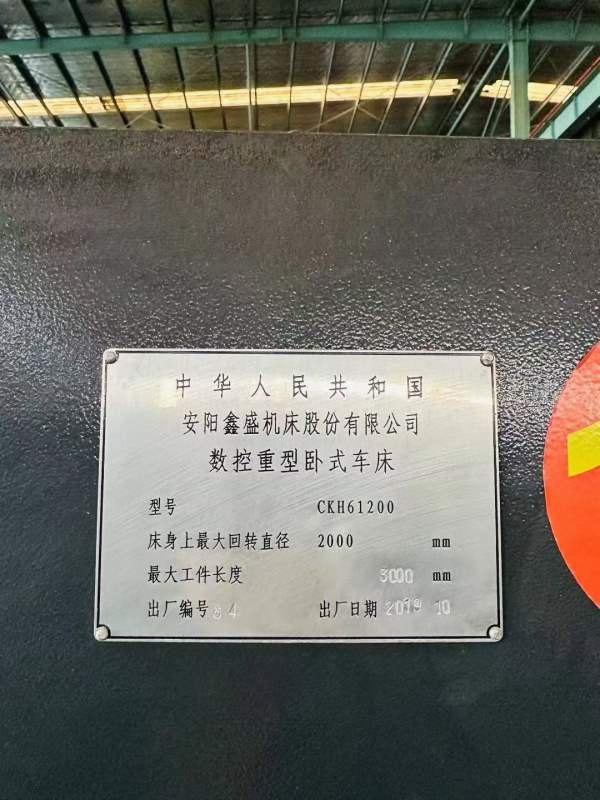 中华人民共和国
安阳鑫盛机床股份有限公司
数控重型卧式车床
型号 CKH61200
床身上最大回转直径 2000 mm
最大工件长度 3000 mm
出厂编号 84 出厂日期 2019 10